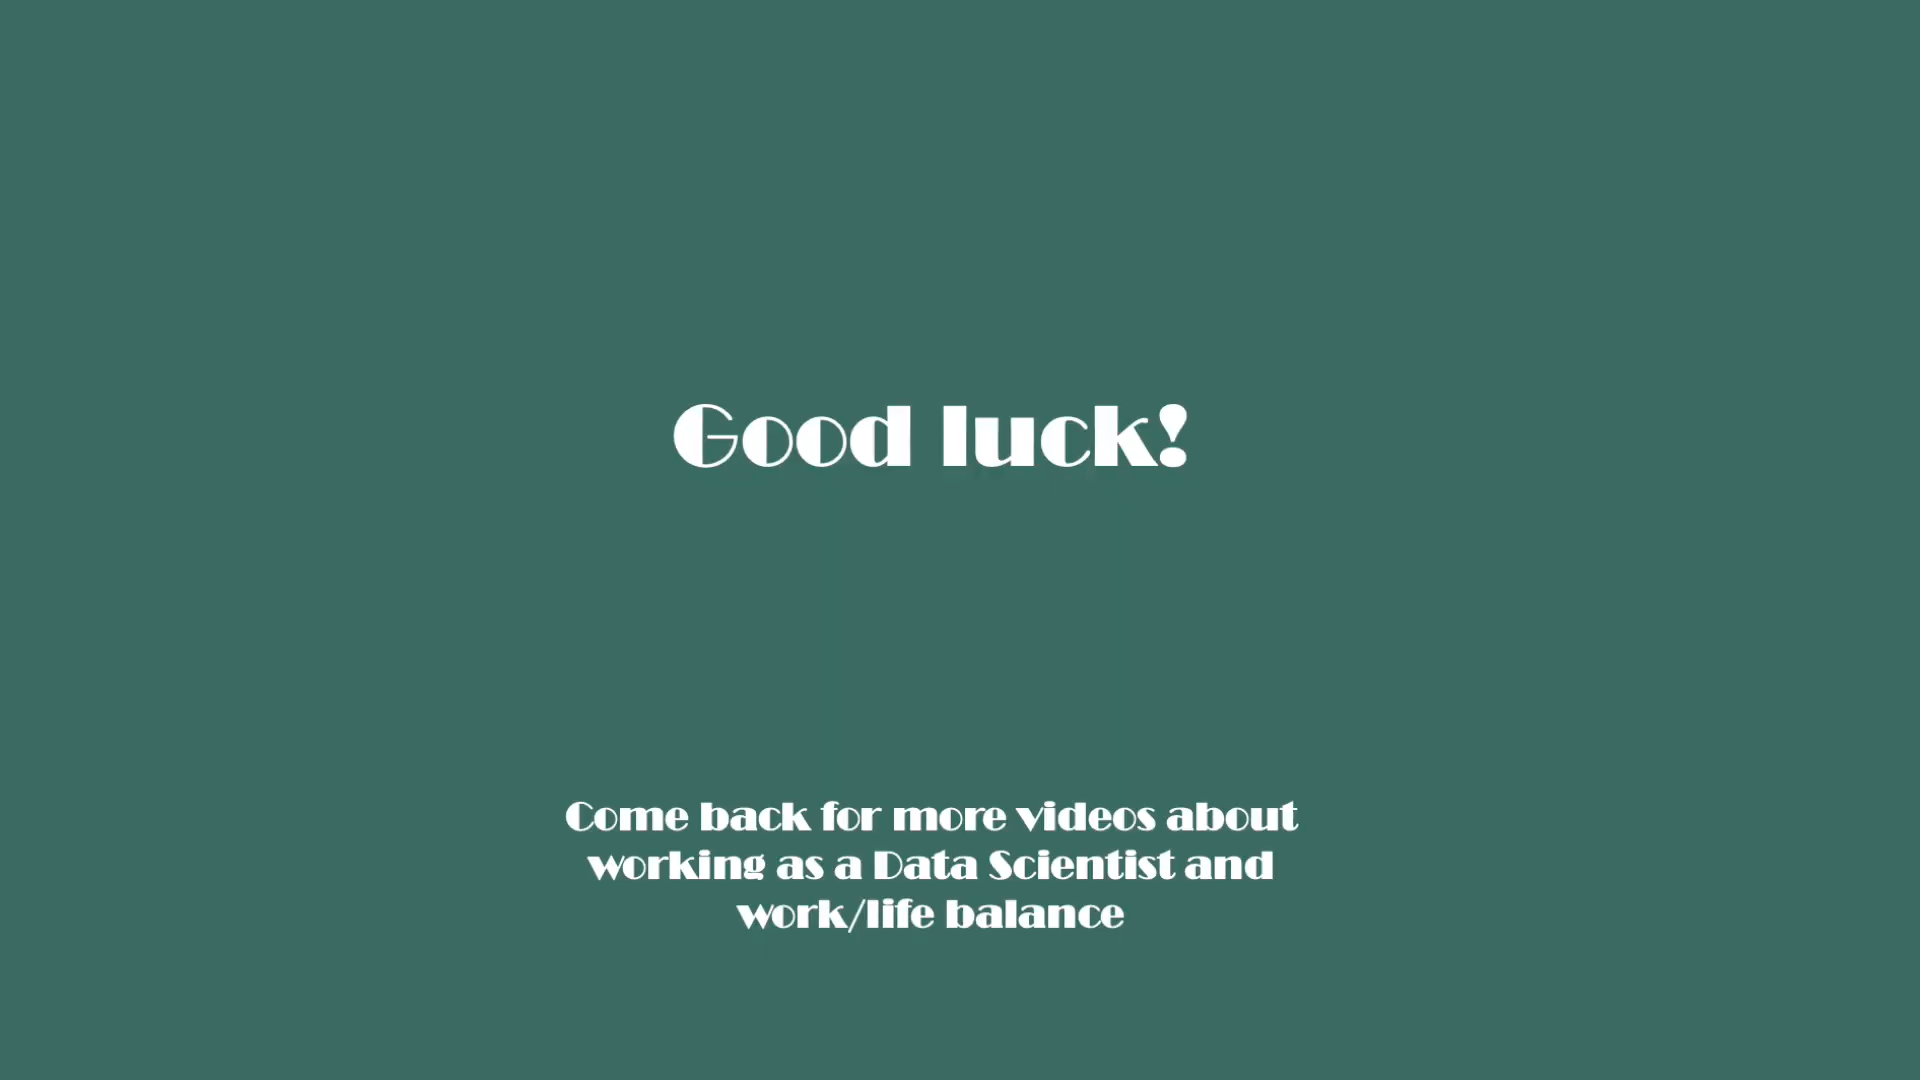 Good luck!
Come back for more videos about
working as a Data Scientist and
work/life balance